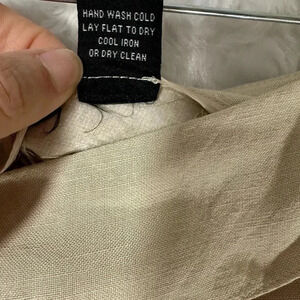 HAND WASH COLD
LAY FLAT TO DRY
COOL IRON
OR DRY CLEAN